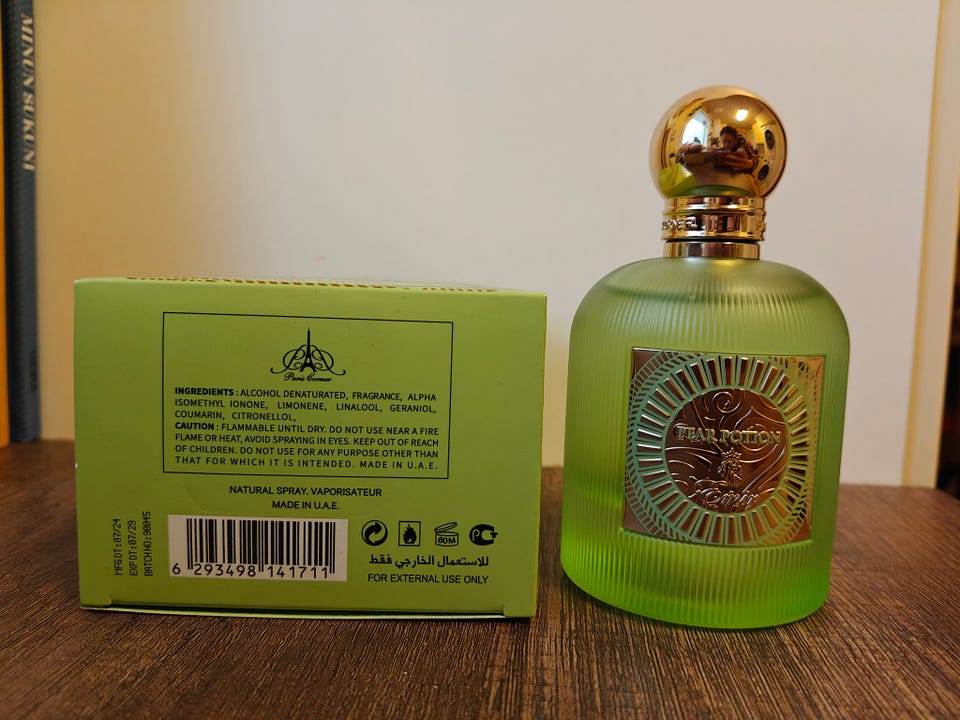 MINUN SUKUNI
Paris Corner
INGREDIENTS : ALCOHOL DENATURATED, FRAGRANCE, ALPHA
ISOMETHYL IONONE, LIMONENE, LINALOOL, GERANIOL,
COUMARIN, CITRONELLOL,
CAUTION : FLAMMABLE UNTIL DRY. DO NOT USE NEAR A FIRE
FLAME OR HEAT, AVOID SPRAYING IN EYES. KEEP OUT OF REACH
OF CHILDREN. DO NOT USE FOR ANY PURPOSE OTHER THAN
THAT FOR WHICH IT IS INTENDED. MADE IN U.A.E.
NATURAL SPRAY. VAPORISATEUR
MADE IN U.A.E.
MFG DT: 07/24
EXP DT: 07/29
BATCH NO: 90045
6 293498 141711
60M
للاستعمال الخارجي فقط
FOR EXTERNAL USE ONLY
PEAR POTION
Emir